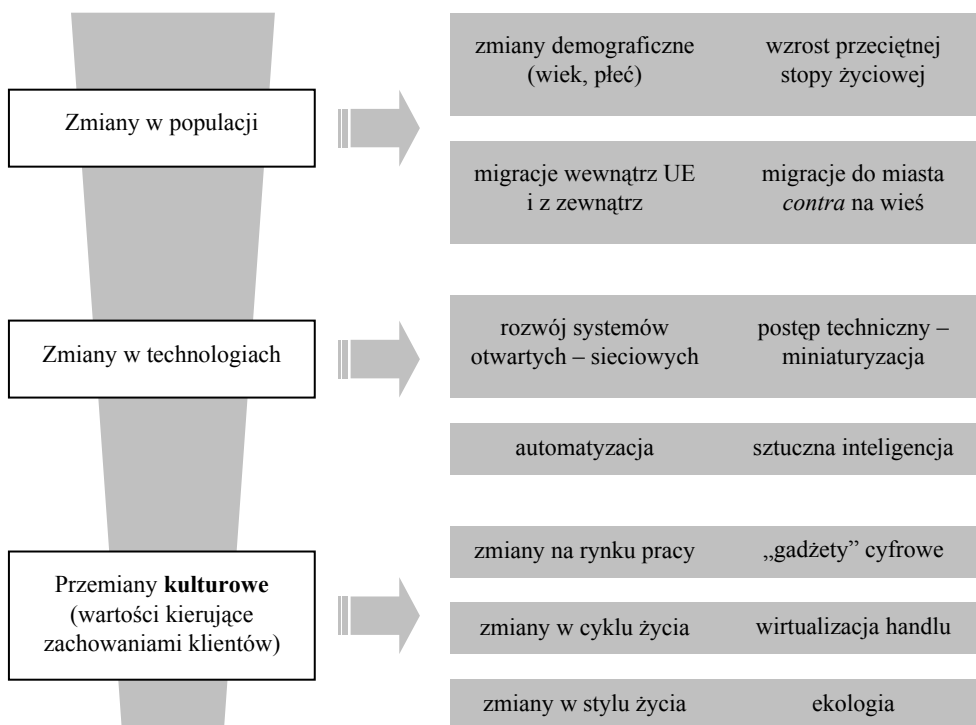 Zmiany w populacji
zmiany demograficzne
(wiek, płeć)
wzrost przeciętnej
stopy życiowej
migracje wewnątrz UE
i z zewnątrz
migracje do miasta
contra na wieś
Zmiany w technologiach
rozwój systemów
otwartych – sieciowych
postęp techniczny –
miniaturyzacja
automatyzacja
sztuczna inteligencja
Przemiany kulturowe
(wartości kierujące
zachowaniami klientów)
zmiany na rynku pracy
„gadżety” cyfrowe
zmiany w cyklu życia
wirtualizacja handlu
zmiany w stylu życia
ekologia